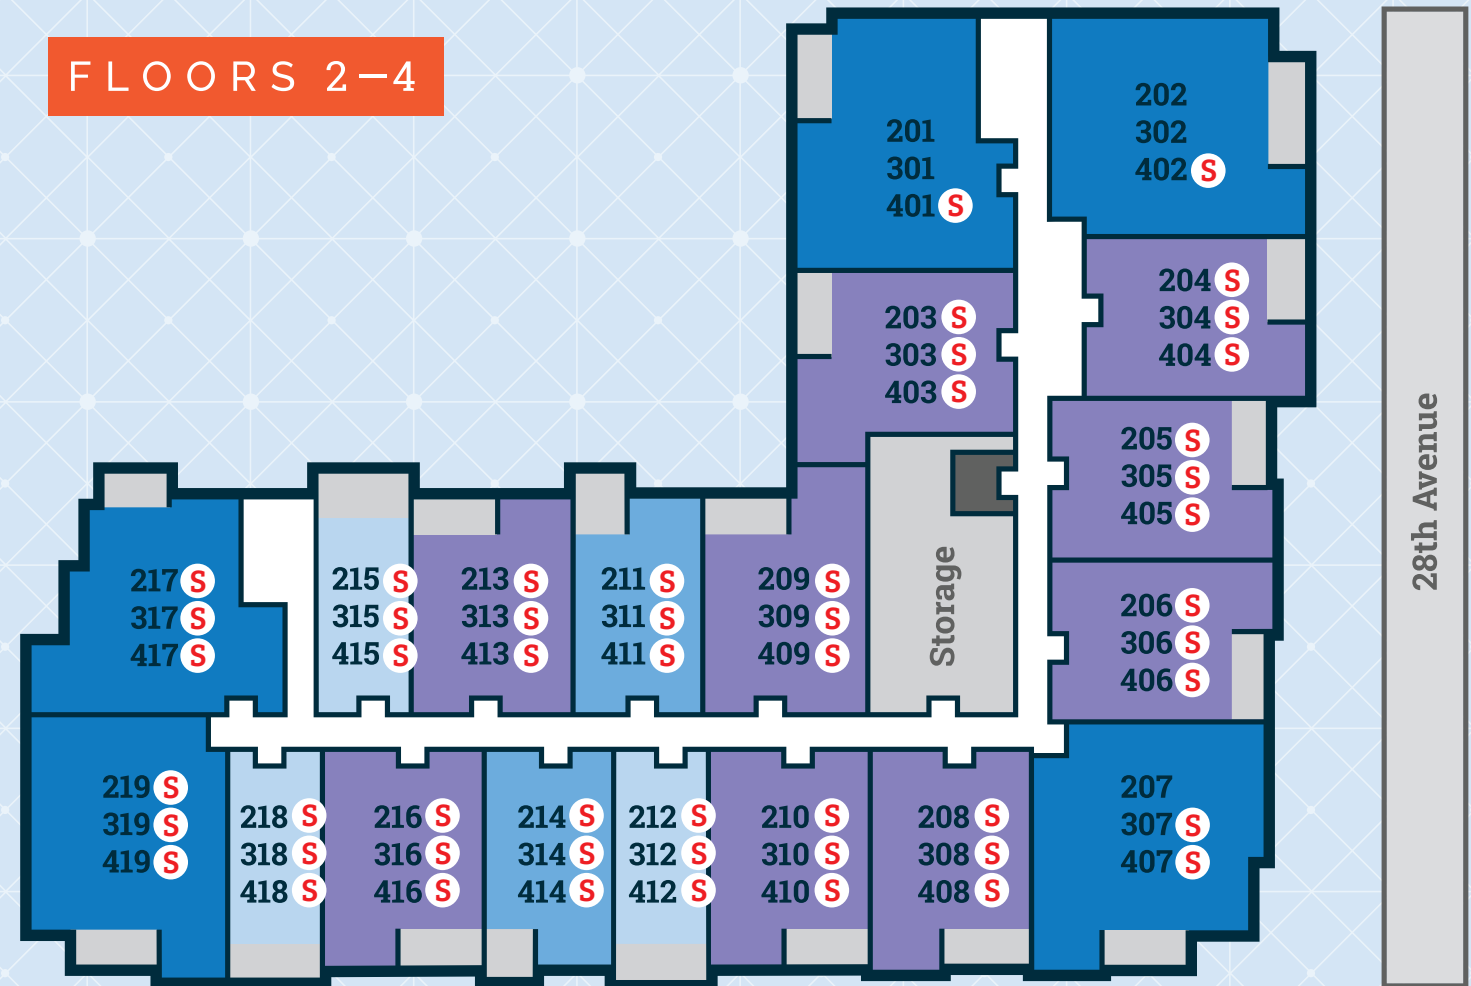 FLOORS 2–4
201
301
401 S
202
302
402 S
203 S
303 S
403 S
204 S
304 S
404 S
205 S
305 S
405 S
206 S
306 S
406 S
28th Avenue
Storage
217 S
317 S
417 S
215 S
315 S
415 S
213 S
313 S
413 S
211 S
311 S
411 S
209 S
309 S
409 S
219 S
319 S
419 S
218 S
318 S
418 S
216 S
316 S
416 S
214 S
314 S
414 S
212 S
312 S
412 S
210 S
310 S
410 S
208 S
308 S
408 S
207
307 S
407 S